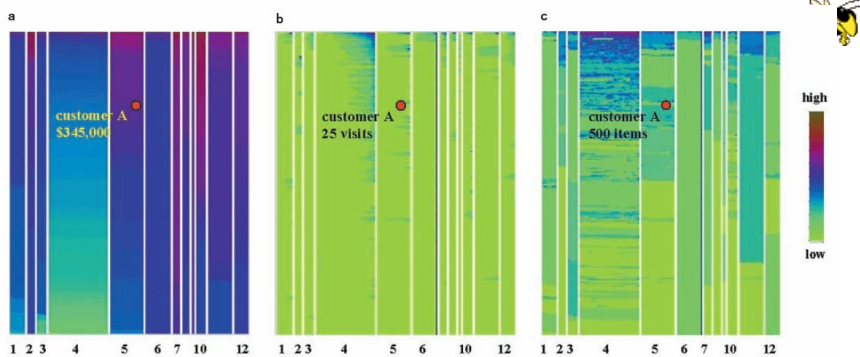 a
customer A
$345,000
1 2 3 4 5 6 7 10 12
b
customer A
25 visits
1 2 3 4 5 6 10 12
c
customer A
500 items
1 2 3 4 5 6 7 10 12
high
low